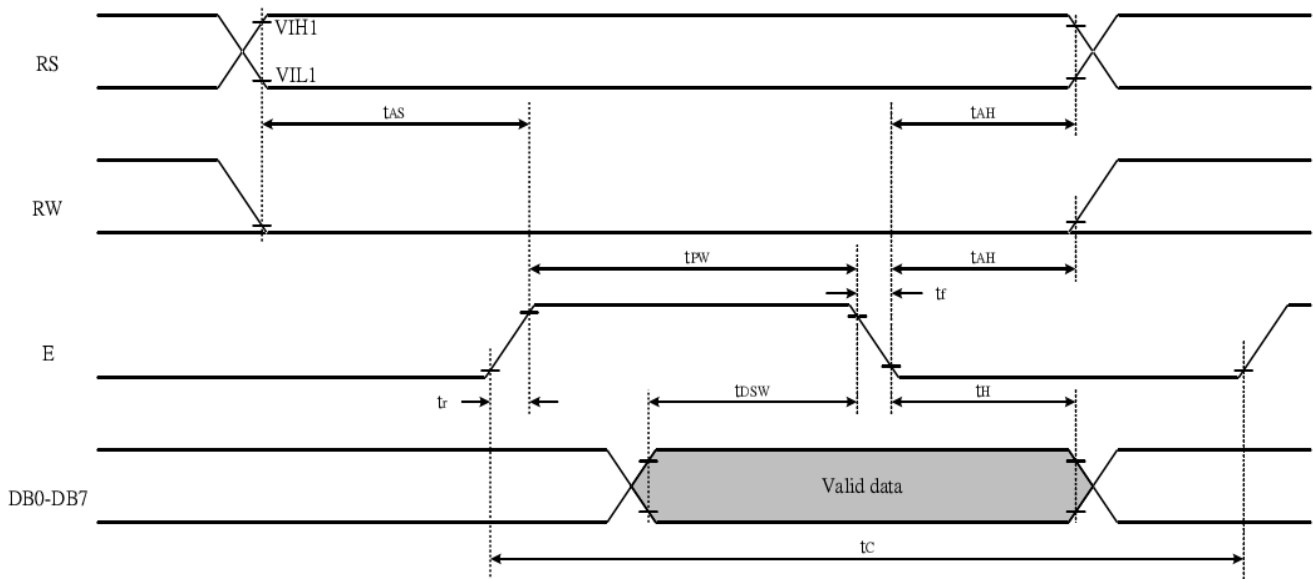 VIH1
RS
VIL1
tAS
tAH
RW
tPW
tAH
tf
E
tr
tDSW
tH
DB0-DB7
Valid data
tC